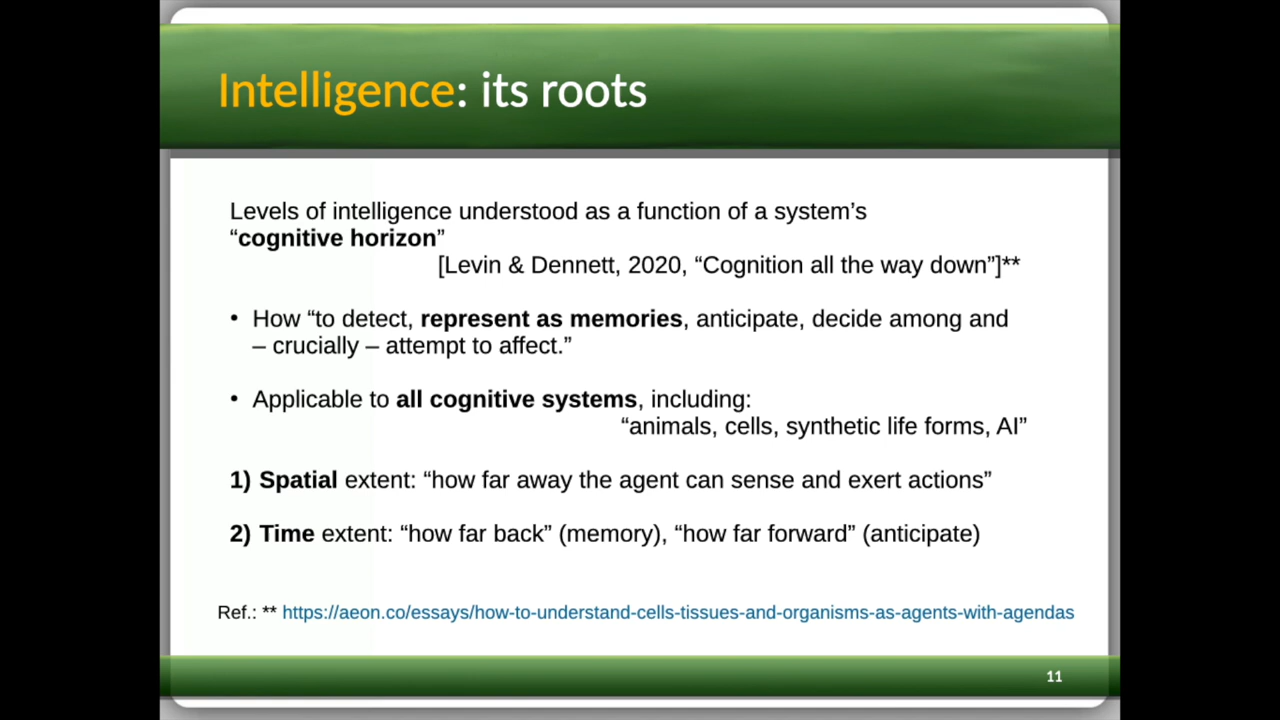 Intelligence: its roots
Levels of intelligence understood as a function of a system’s
“cognitive horizon”
[Levin & Dennett, 2020, “Cognition all the way down”]**
• How “to detect, represent as memories, anticipate, decide among and
– crucially – attempt to affect.”
• Applicable to all cognitive systems, including:
“animals, cells, synthetic life forms, AI”
1) Spatial extent: “how far away the agent can sense and exert actions”
2) Time extent: “how far back” (memory), “how far forward” (anticipate)
Ref.: ** https://aeon.co/essays/how-to-understand-cells-tissues-and-organisms-as-agents-with-agendas
11